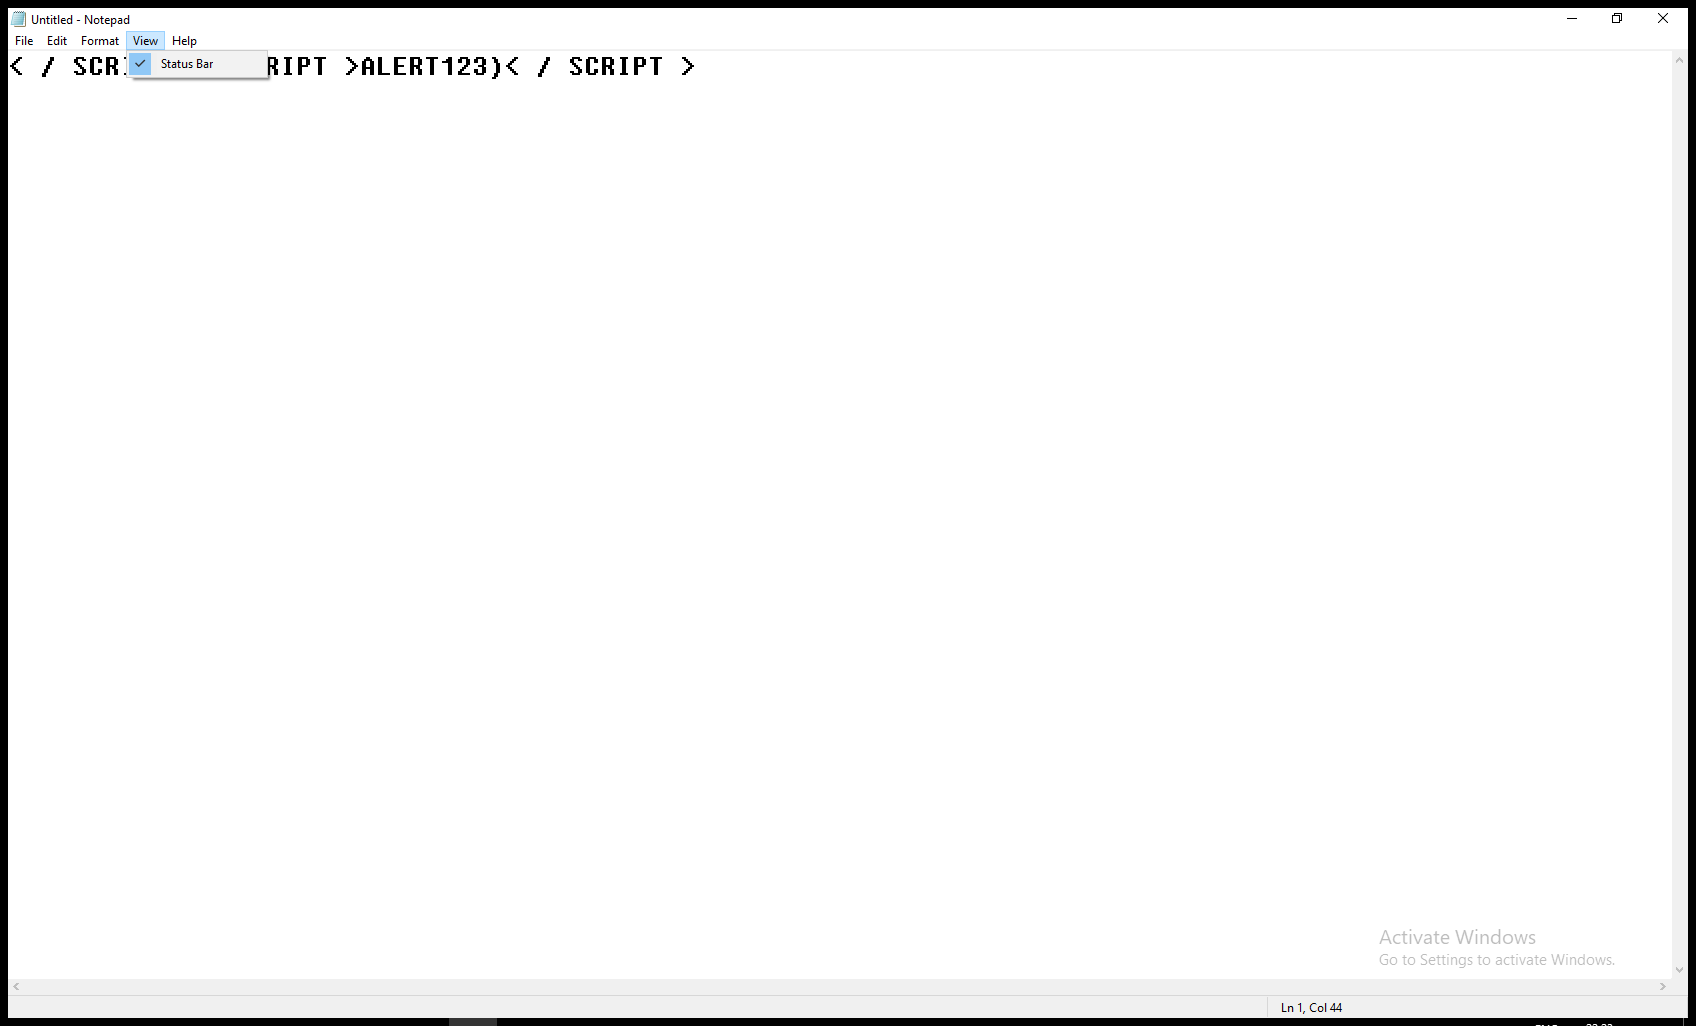 Untitled - Notepad
File Edit Format View Help
Status Bar
< / SCR RIPT >ALERT123)< / SCRIPT >
Activate Windows
Go to Settings to activate Windows.
Ln 1, Col 44